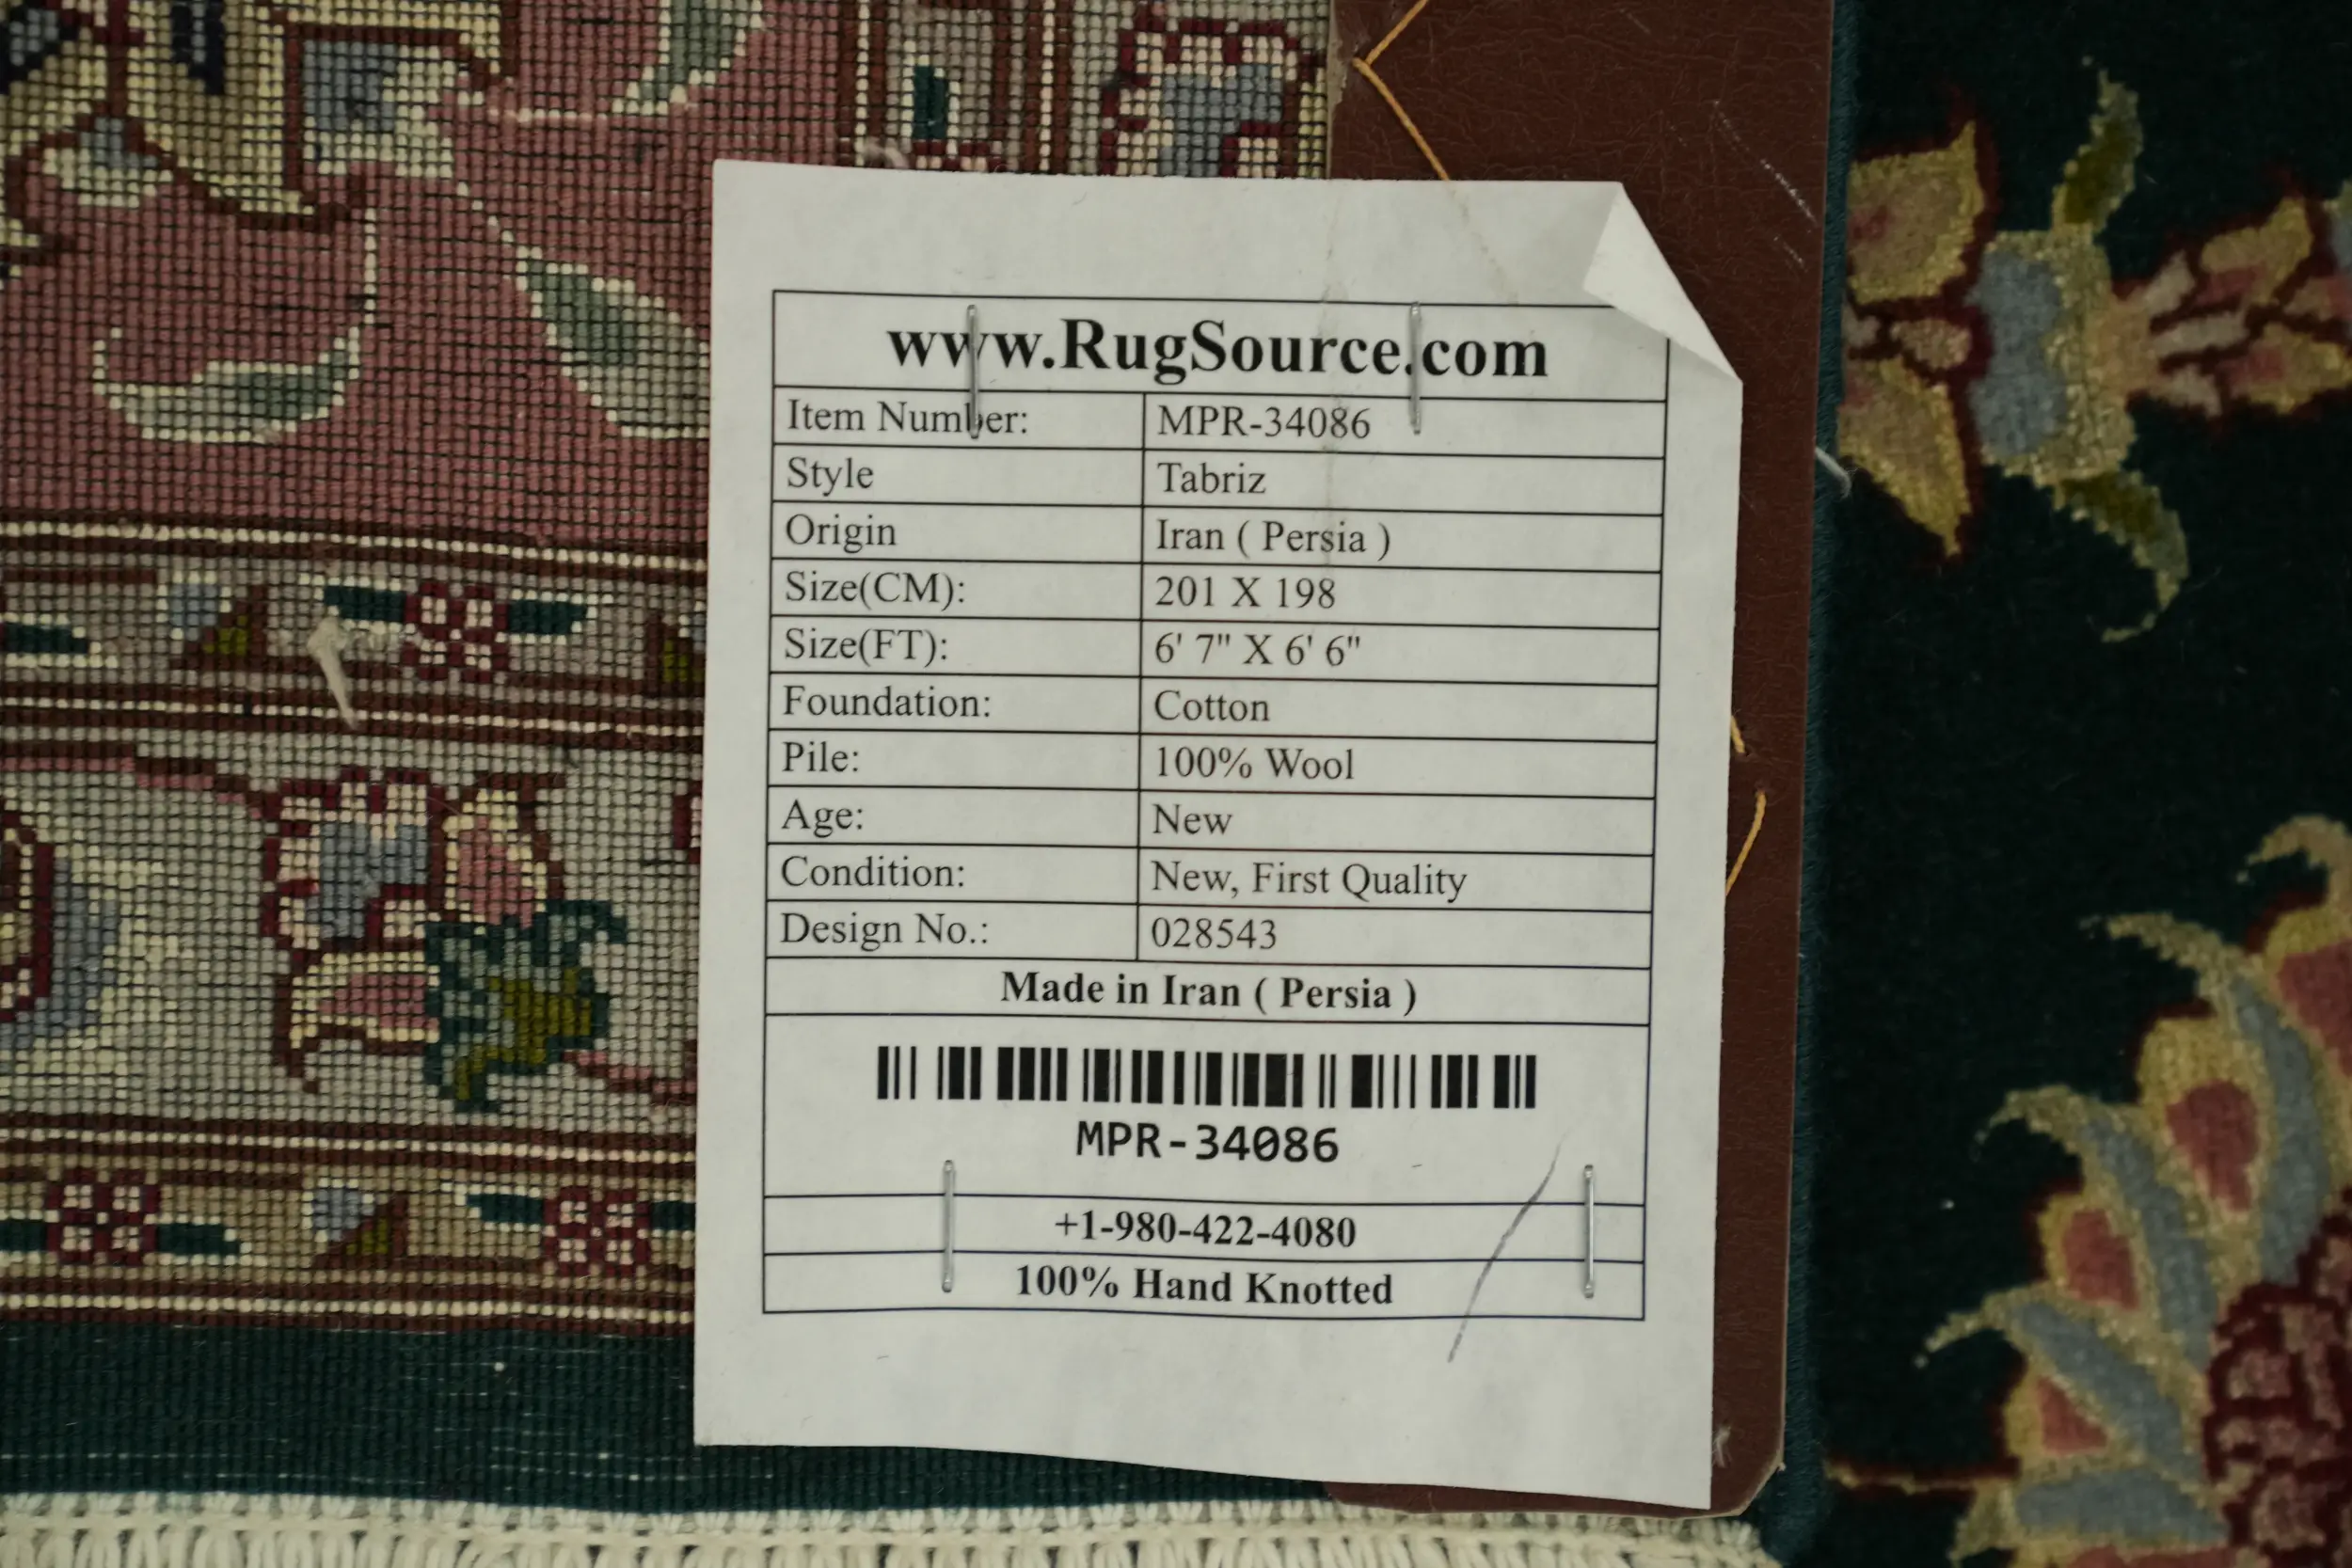 www.RugSource.com
Item Number: MPR-34086
Style Tabriz
Origin Iran ( Persia )
Size(CM): 201 X 198
Size(FT): 6' 7" X 6' 6"
Foundation: Cotton
Pile: 100% Wool
Age: New
Condition: New, First Quality
Design No.: 028543
Made in Iran ( Persia )
MPR-34086
+1-980-422-4080
100% Hand Knotted